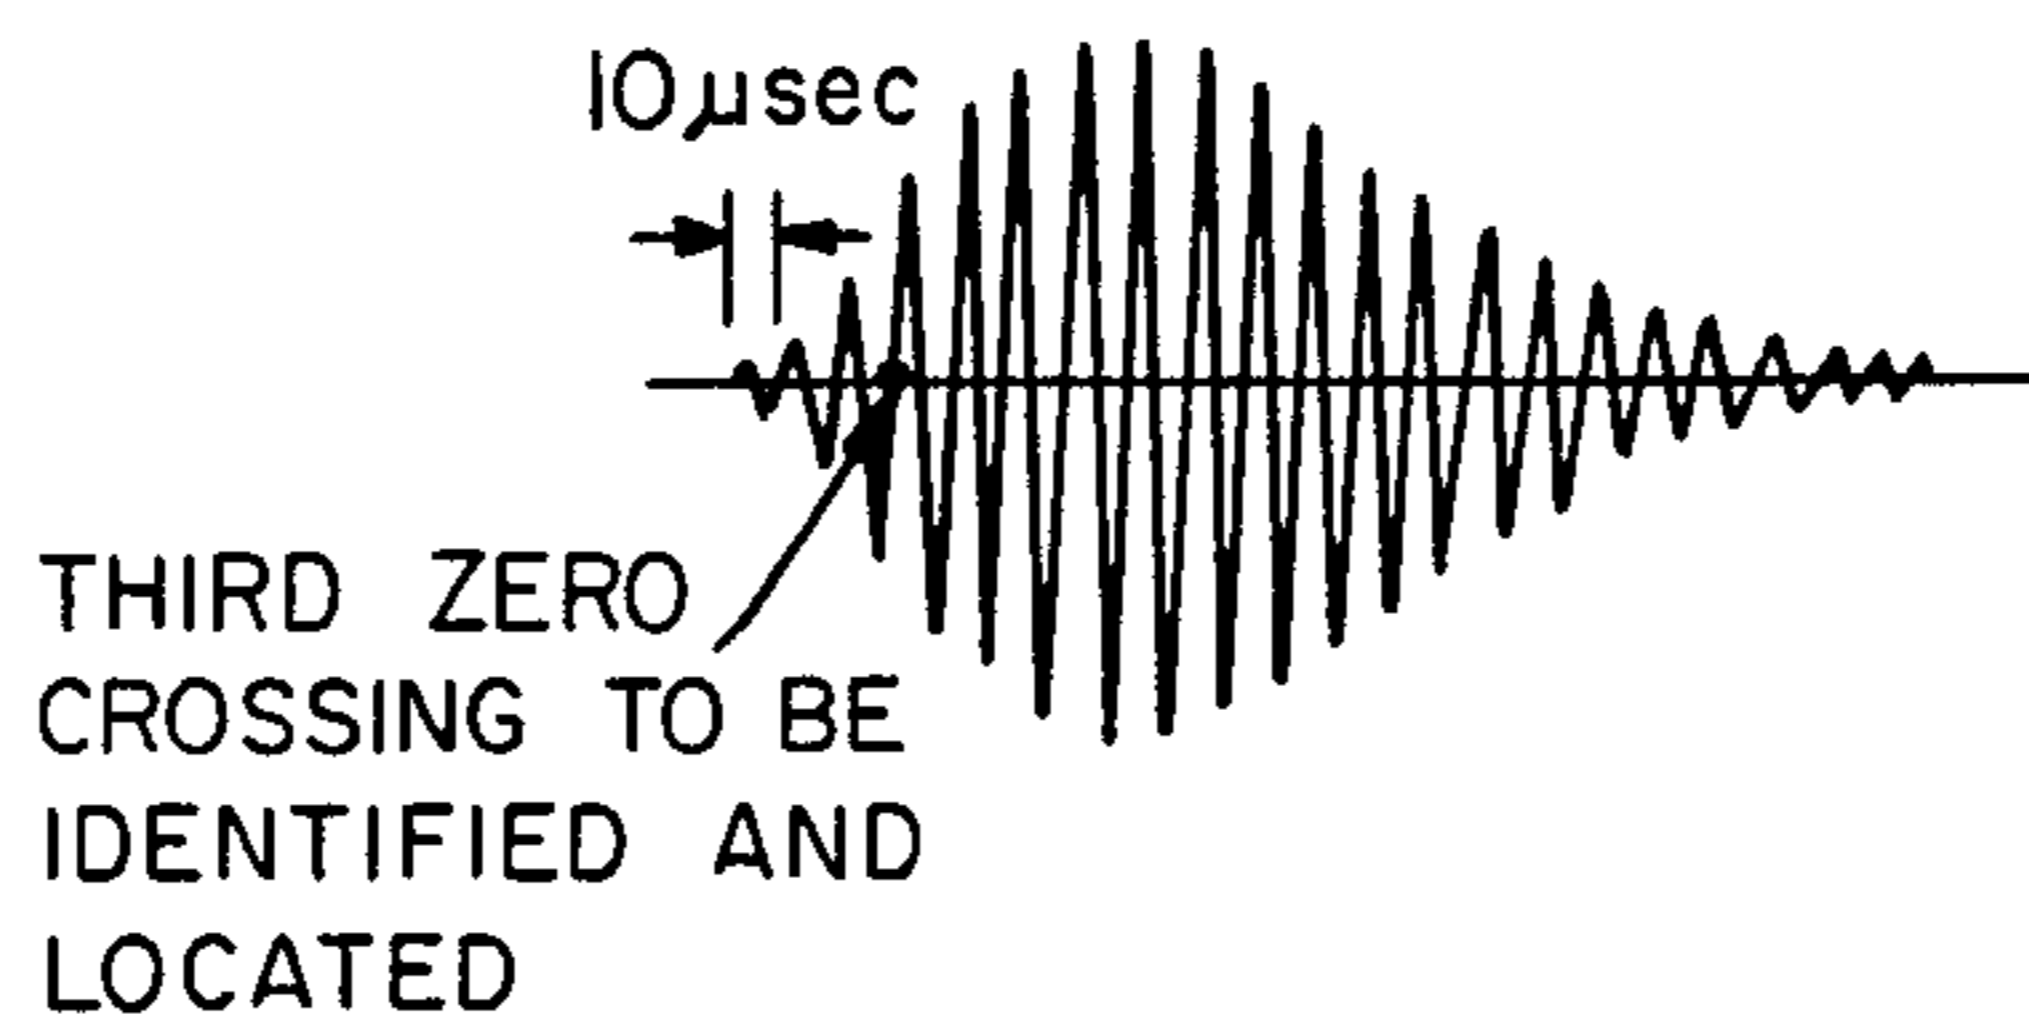 10μsec
THIRD ZERO
CROSSING TO BE
IDENTIFIED AND
LOCATED